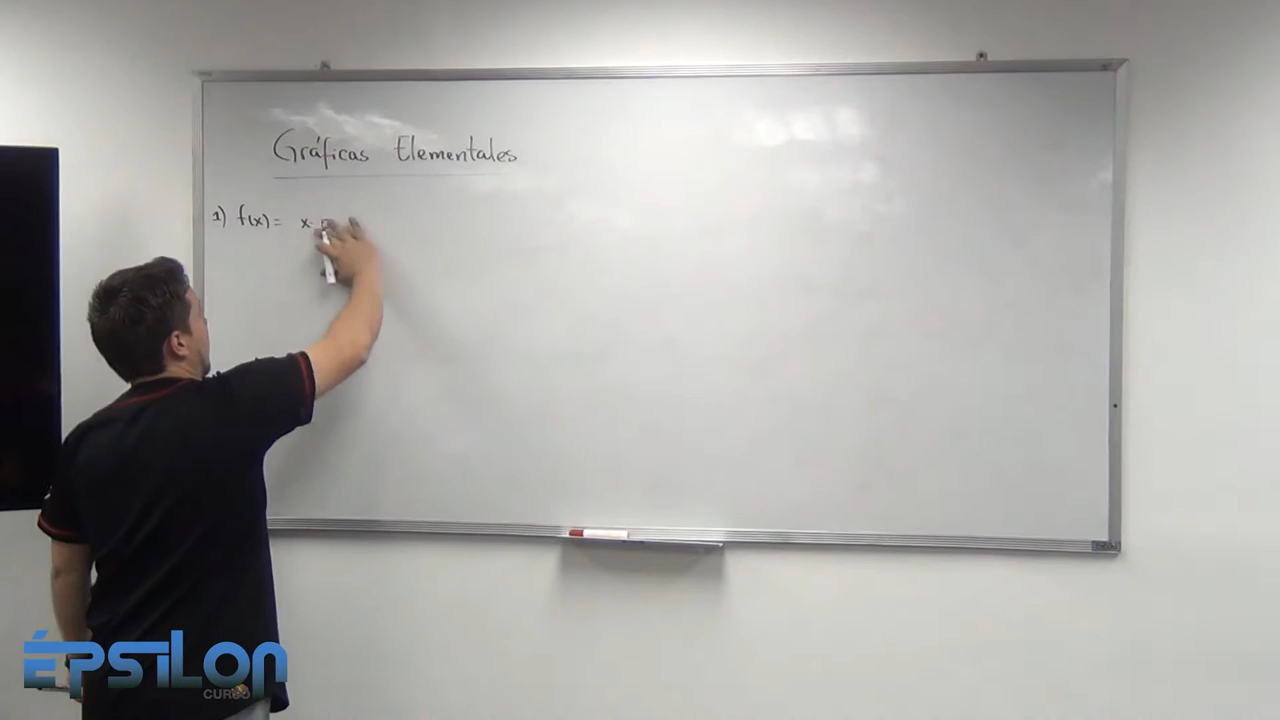 Gráficas Elementales
1) f(x) = x
ÉPSILON
CURSO